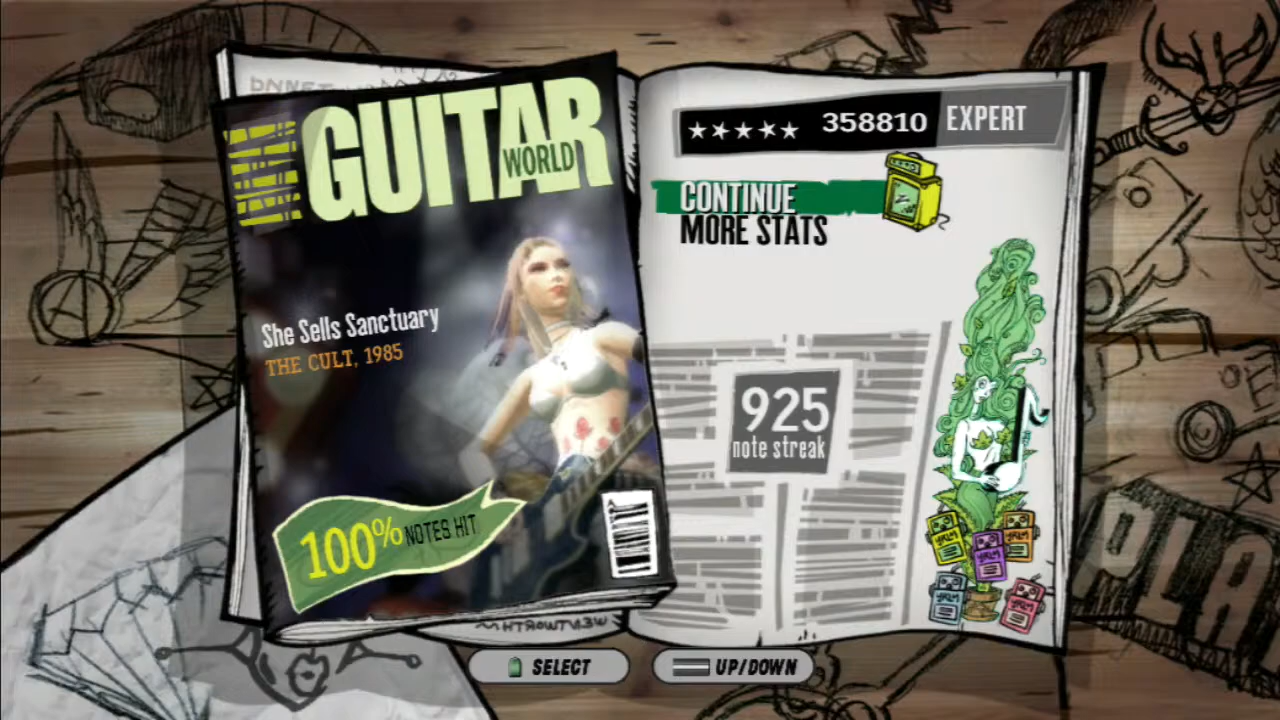 GUITAR
WORLD
She Sells Sanctuary
THE CULT, 1985
100% NOTES HIT
358810 EXPERT
CONTINUE
MORE STATS
925
note streak
SELECT
UP/DOWN